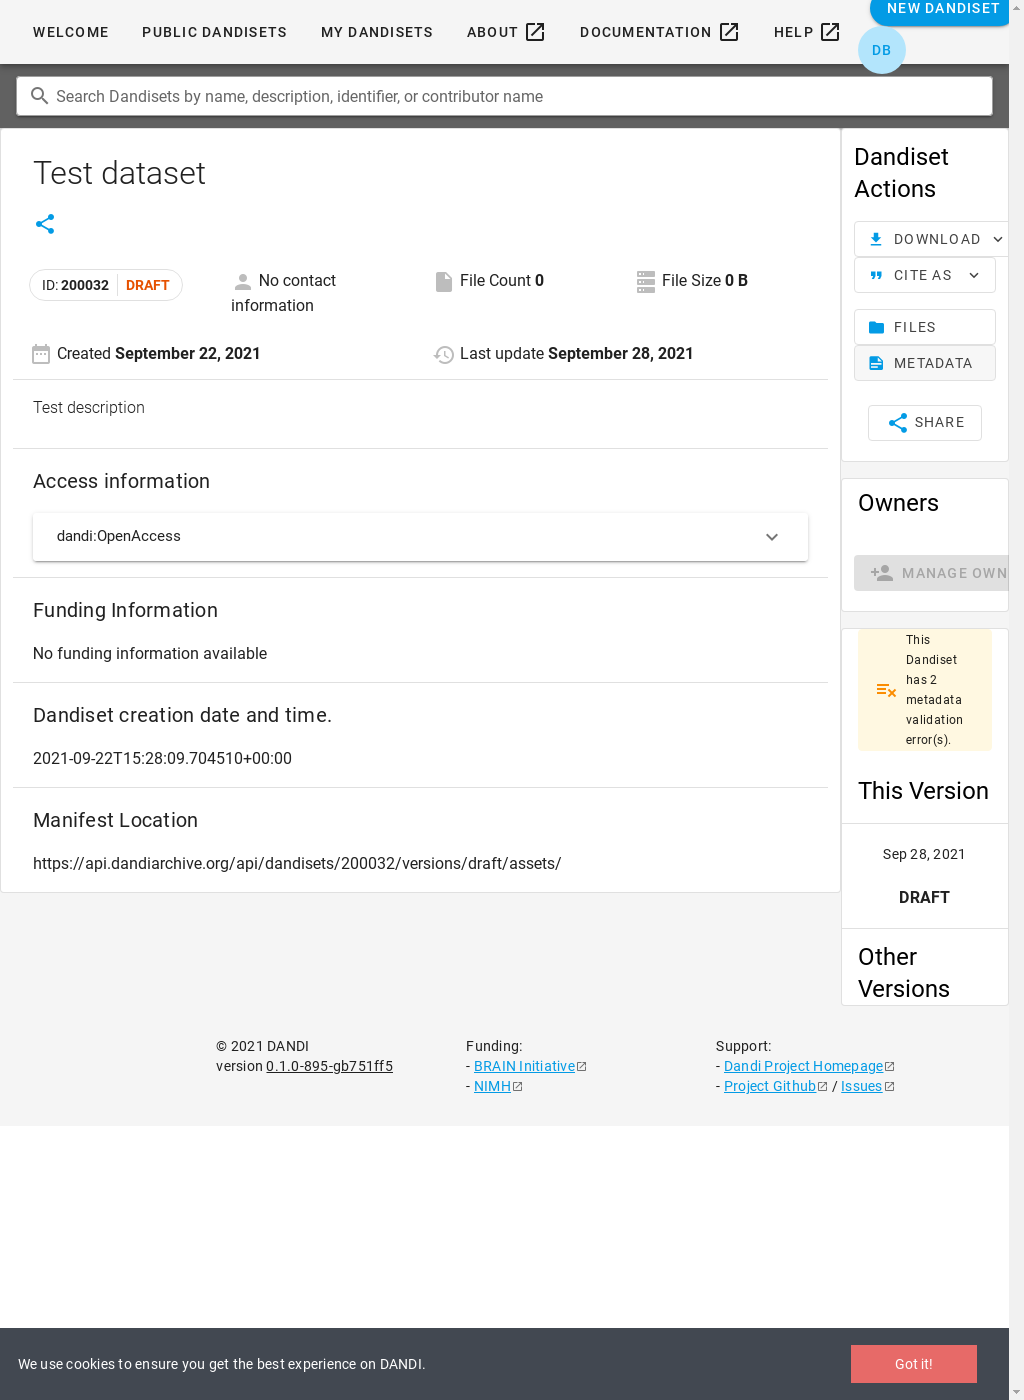 NEW DANDISET
WELCOME PUBLIC DANDISETS MY DANDISETS ABOUT DOCUMENTATION HELP
DB
Search Dandisets by name, description, identifier, or contributor name
Test dataset
ID: 200032 DRAFT
No contact
information
File Count 0
File Size 0 B
Created September 22, 2021
Last update September 28, 2021
Test description
Access information
dandi:OpenAccess
Funding Information
No funding information available
Dandiset creation date and time.
2021-09-22T15:28:09.704510+00:00
Manifest Location
https://api.dandiarchive.org/api/dandisets/200032/versions/draft/assets/
Dandiset
Actions
DOWNLOAD
CITE AS
FILES
METADATA
SHARE
Owners
MANAGE OWN
This
Dandiset
has 2
metadata
validation
error(s).
This Version
Sep 28, 2021
DRAFT
Other
Versions
© 2021 DANDI
version 0.1.0-895-gb751ff5
Funding:
- BRAIN Initiative
- NIMH
Support:
- Dandi Project Homepage
- Project Github / Issues
We use cookies to ensure you get the best experience on DANDI.
Got it!